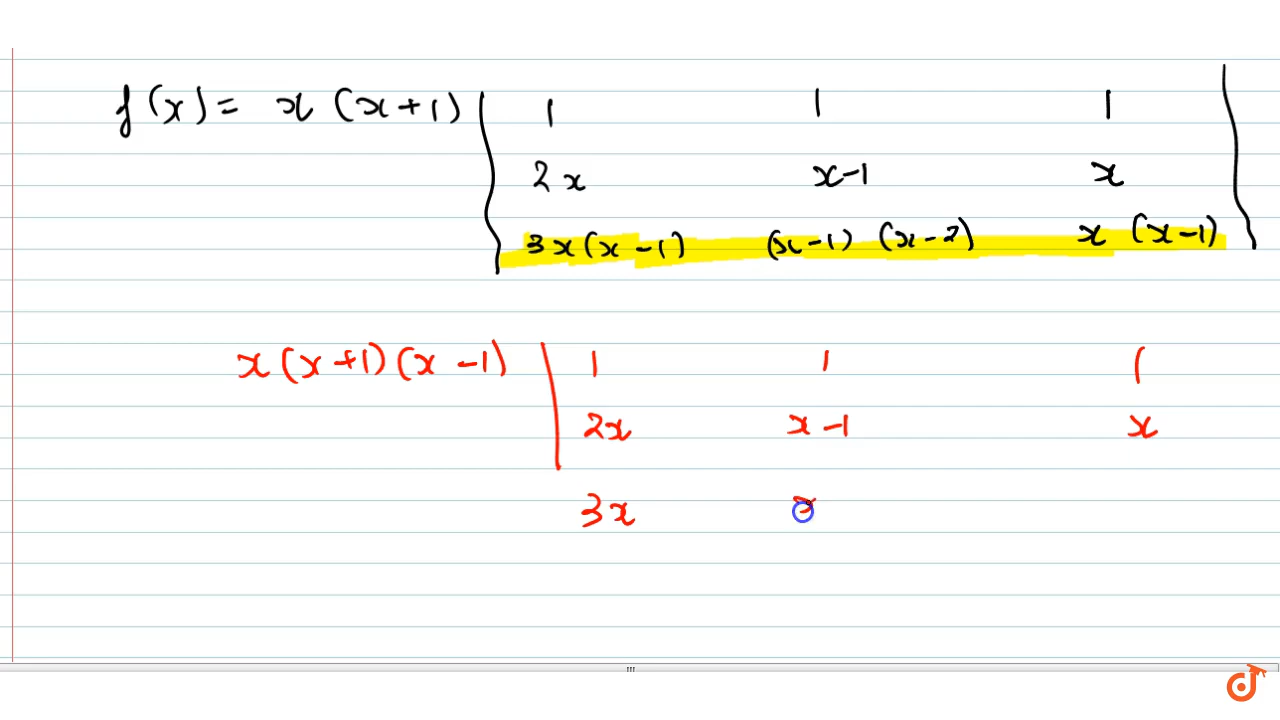 f(x) = x (x+1) | 1 1 1 |
2x x-1 x
3x(x-1) (x-1) (x-2) x (x-1)
x(x+1)(x-1) | 1 1 1
2x x-1 x
3x x